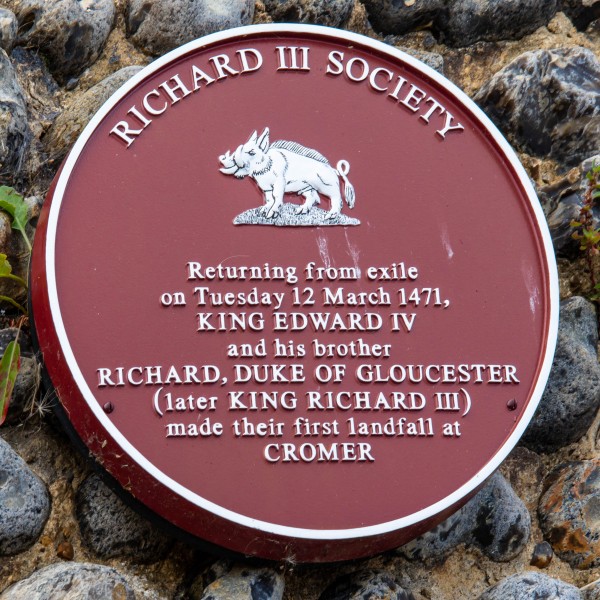 RICHARD III SOCIETY
Returning from exile
on Tuesday 12 March 1471,
KING EDWARD IV
and his brother
RICHARD, DUKE OF GLOUCESTER
(later KING RICHARD III)
made their first landfall at
CROMER